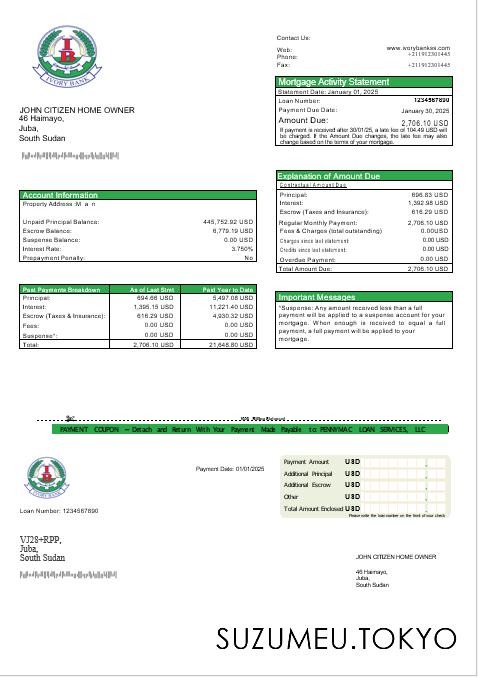 IB
IVORY BANK
Contact Us:
Web: www.ivorybankss.com
Phone: +211912301445
Fax: +211912301445
Mortgage Activity Statement
Statement Date: January 01, 2025
Loan Number: 1234567890
Payment Due Date: January 30, 2025
Amount Due: 2,706.10 USD
If payment is received after 30/01/25, a late fee of 104.49 USD will
be charged. If the Amount Due changes, the late fee may also
change based on the terms of your mortgage.
JOHN CITIZEN HOME OWNER
46 Haimayo,
Juba,
South Sudan
Explanation of Amount Due
Contractual Amount Due
Principal: 696.83 USD
Interest: 1,392.98 USD
Escrow (Taxes and Insurance): 616.29 USD
Regular Monthly Payment: 2,706.10 USD
Fees & Charges (total outstanding) 0.00USD
Charges since last statement: 0.00 USD
Credits since last statement: 0.00 USD
Overdue Payment: 0.00 USD
Total Amount Due: 2,706.10 USD
Account Information
Property Address :M a n
Unpaid Principal Balance: 445,752.92 USD
Escrow Balance: 6,779.19 USD
Suspense Balance: 0.00 USD
Interest Rate: 3.750%
Prepayment Penalty: No
Past Payments Breakdown As of Last Stmt Paid Year to Date
Principal: 694.66 USD 5,497.08 USD
Interest: 1,395.15 USD 11,221.40 USD
Escrow (Taxes & Insurance): 616.29 USD 4,930.32 USD
Fees: 0.00 USD 0.00 USD
Suspense*: 0.00 USD 0.00 USD
Total: 2,706.10 USD 21,648.80 USD
Important Messages
*Suspense: Any amount received less than a full
payment will be applied to a suspense account for your
mortgage. When enough is received to equal a full
payment, a full payment will be applied to your
mortgage.
PAYMENT COUPON ~ Detach and Return With Your Payment Made Payable to: PENNYMAC LOAN SERVICES, LLC
IB
IVORY BANK
Payment Date: 01/01/2025
Loan Number: 1234567890
Payment Amount USD
Additional Principal USD
Additional Escrow USD
Other USD
Total Amount Enclosed USD
Please write the loan number on the front of your check
VJ28+RPP,
Juba,
South Sudan
JOHN CITIZEN HOME OWNER
46 Haimayo,
Juba,
South Sudan
SUZUMEU.TOKYO